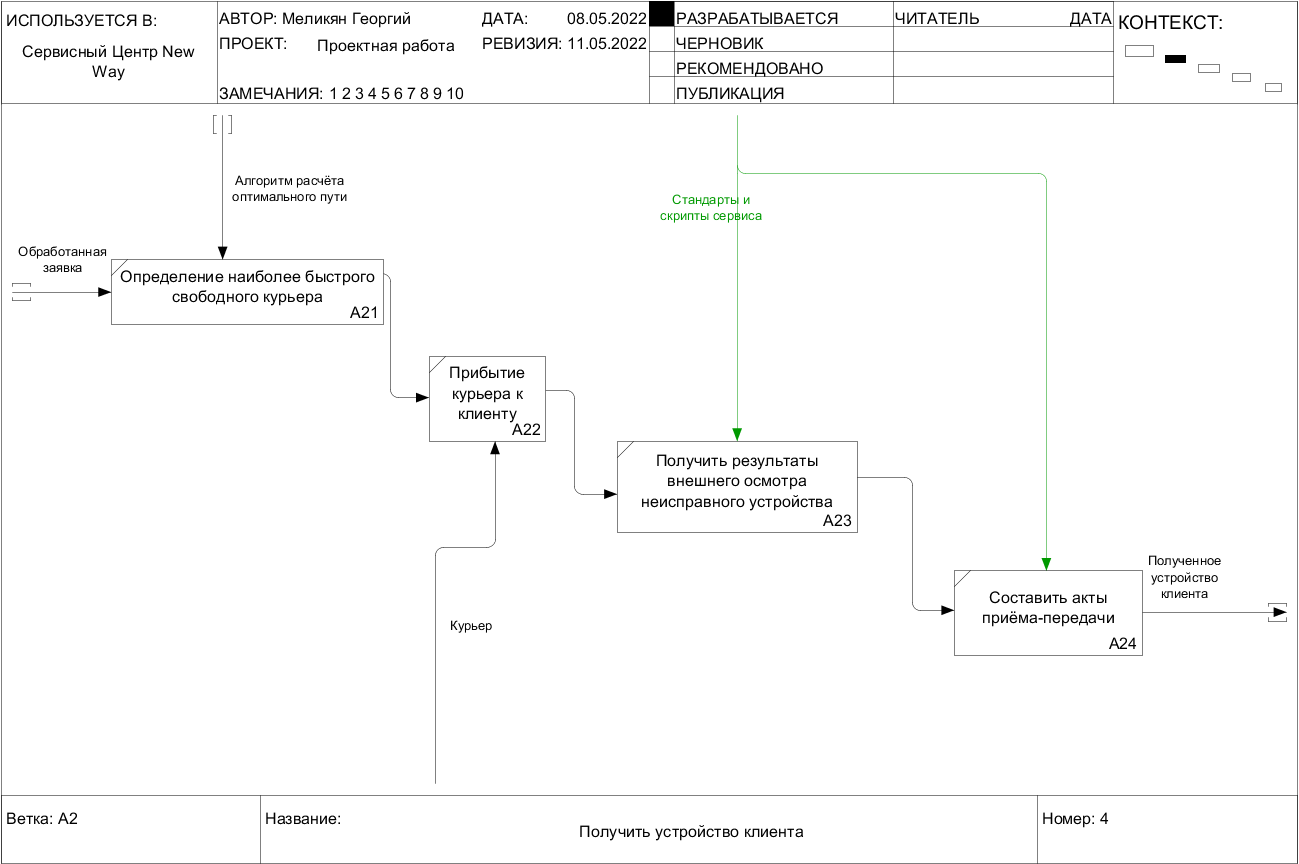 ИСПОЛЬЗУЕТСЯ В:
Сервисный Центр New
Way
АВТОР: Меликян Георгий
ДАТА: 08.05.2022
ПРОЕКТ: Проектная работа
РЕВИЗИЯ: 11.05.2022
ЗАМЕЧАНИЯ: 1 2 3 4 5 6 7 8 9 10
РАЗРАБАТЫВАЕТСЯ
ЧЕРНОВИК
РЕКОМЕНДОВАНО
ПУБЛИКАЦИЯ
ЧИТАТЕЛЬ
ДАТА
КОНТЕКСТ:
Алгоритм расчёта
оптимального пути
Стандарты и
скрипты сервиса
Обработанная
заявка
Определение наиболее быстрого
свободного курьера
A21
Прибытие
курьера к
клиенту
A22
Получить результаты
внешнего осмотра
неисправного устройства
A23
Полученное
устройство
клиента
Составить акты
приёма-передачи
A24
Курьер
Ветка: A2
Название:
Получить устройство клиента
Номер: 4